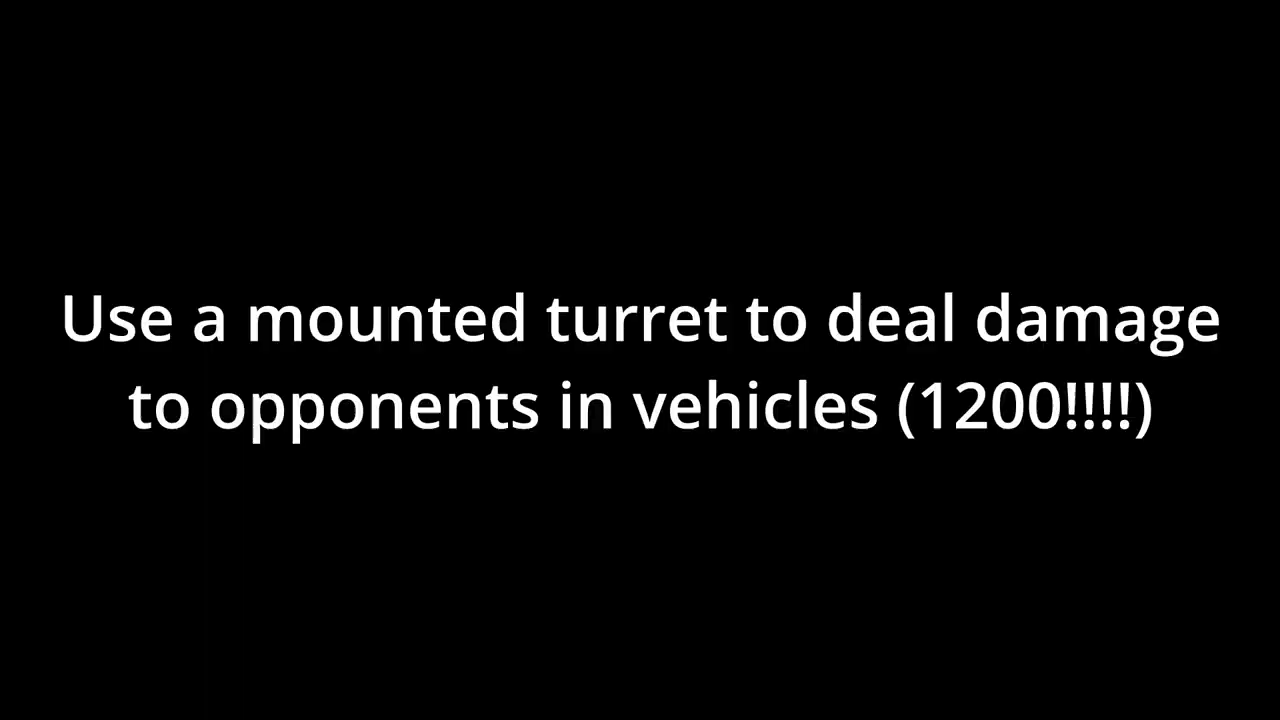 Use a mounted turret to deal damage
to opponents in vehicles (1200!!!!)